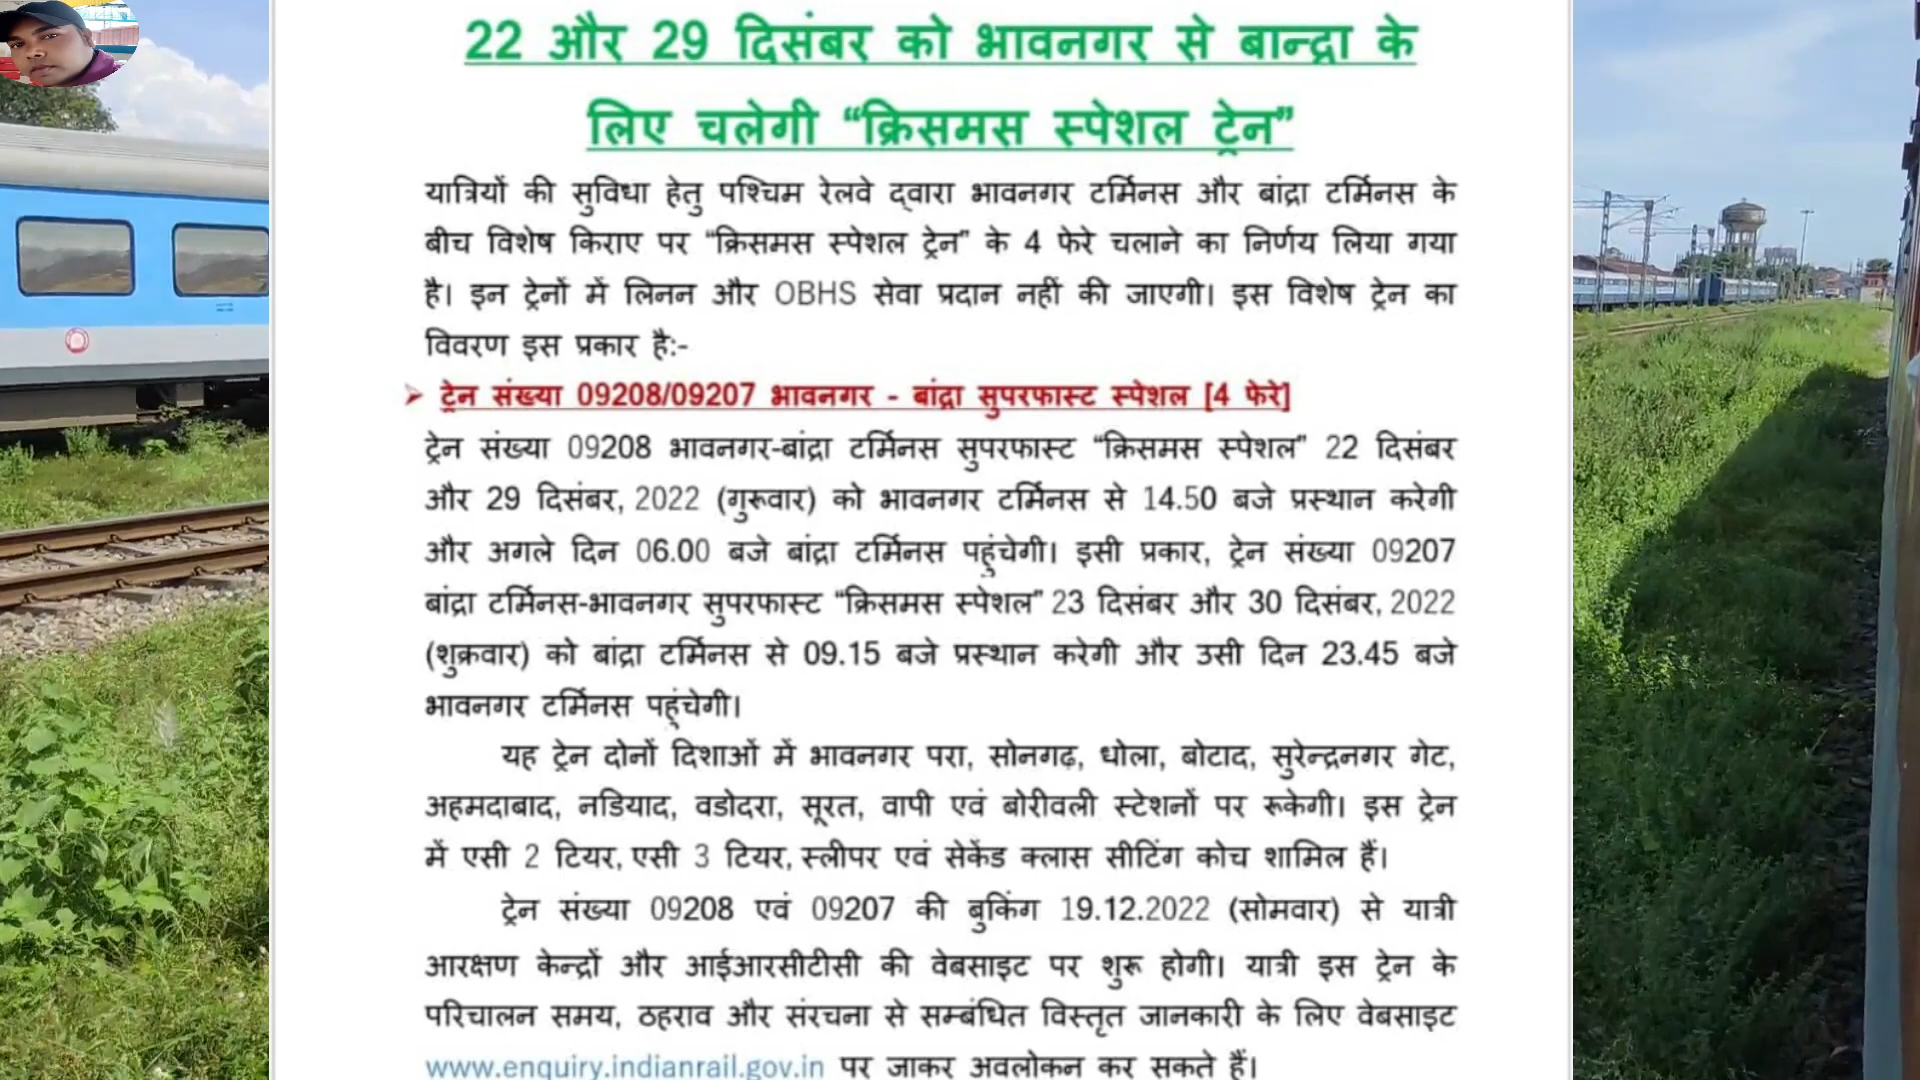 22 और 29 दिसंबर को भावनगर से बान्द्रा के
लिए चलेगी “क्रिसमस स्पेशल ट्रेन”
यात्रियों की सुविधा हेतु पश्चिम रेलवे द्वारा भावनगर टर्मिनस और बांद्रा टर्मिनस के
बीच विशेष किराए पर “क्रिसमस स्पेशल ट्रेन” के 4 फेरे चलाने का निर्णय लिया गया
है। इन ट्रेनों में लिनन और OBHS सेवा प्रदान नहीं की जाएगी। इस विशेष ट्रेन का
विवरण इस प्रकार है:-
➢ ट्रेन संख्या 09208/09207 भावनगर - बांद्रा सुपरफास्ट स्पेशल [4 फेरे]
ट्रेन संख्या 09208 भावनगर-बांद्रा टर्मिनस सुपरफास्ट “क्रिसमस स्पेशल” 22 दिसंबर
और 29 दिसंबर, 2022 (गुरूवार) को भावनगर टर्मिनस से 14.50 बजे प्रस्थान करेगी
और अगले दिन 06.00 बजे बांद्रा टर्मिनस पहुंचेगी। इसी प्रकार, ट्रेन संख्या 09207
बांद्रा टर्मिनस-भावनगर सुपरफास्ट “क्रिसमस स्पेशल” 23 दिसंबर और 30 दिसंबर, 2022
(शुक्रवार) को बांद्रा टर्मिनस से 09.15 बजे प्रस्थान करेगी और उसी दिन 23.45 बजे
भावनगर टर्मिनस पहुंचेगी।
यह ट्रेन दोनों दिशाओं में भावनगर परा, सोनगढ़, धोला, बोटाद, सुरेन्द्रनगर गेट,
अहमदाबाद, नडियाद, वडोदरा, सूरत, वापी एवं बोरीवली स्टेशनों पर रूकेगी। इस ट्रेन
में एसी 2 टियर, एसी 3 टियर, स्लीपर एवं सेकेंड क्लास सीटिंग कोच शामिल हैं।
ट्रेन संख्या 09208 एवं 09207 की बुकिंग 19.12.2022 (सोमवार) से यात्री
आरक्षण केन्द्रों और आईआरसीटीसी की वेबसाइट पर शुरू होगी। यात्री इस ट्रेन के
परिचालन समय, ठहराव और संरचना से सम्बंधित विस्तृत जानकारी के लिए वेबसाइट
www.enquiry.indianrail.gov.in पर जाकर अवलोकन कर सकते हैं।